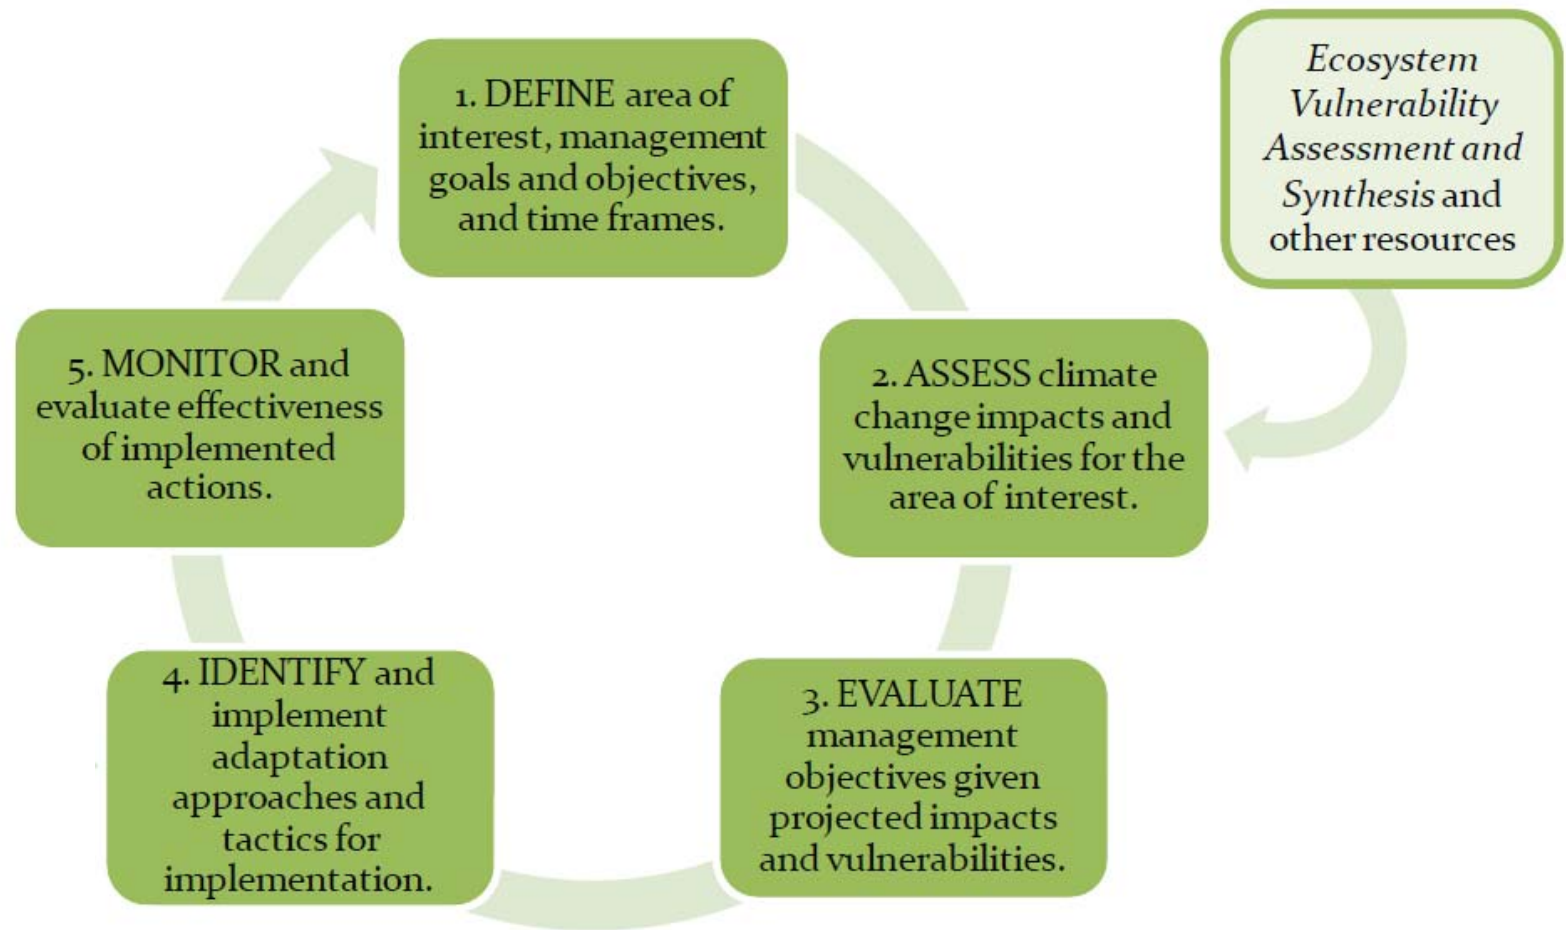 1. DEFINE area of
interest, management
goals and objectives,
and time frames.
Ecosystem
Vulnerability
Assessment and
Synthesis and
other resources
2. ASSESS climate
change impacts and
vulnerabilities for the
area of interest.
3. EVALUATE
management
objectives given
projected impacts
and vulnerabilities.
4. IDENTIFY and
implement
adaptation
approaches and
tactics for
implementation.
5. MONITOR and
evaluate effectiveness
of implemented
actions.